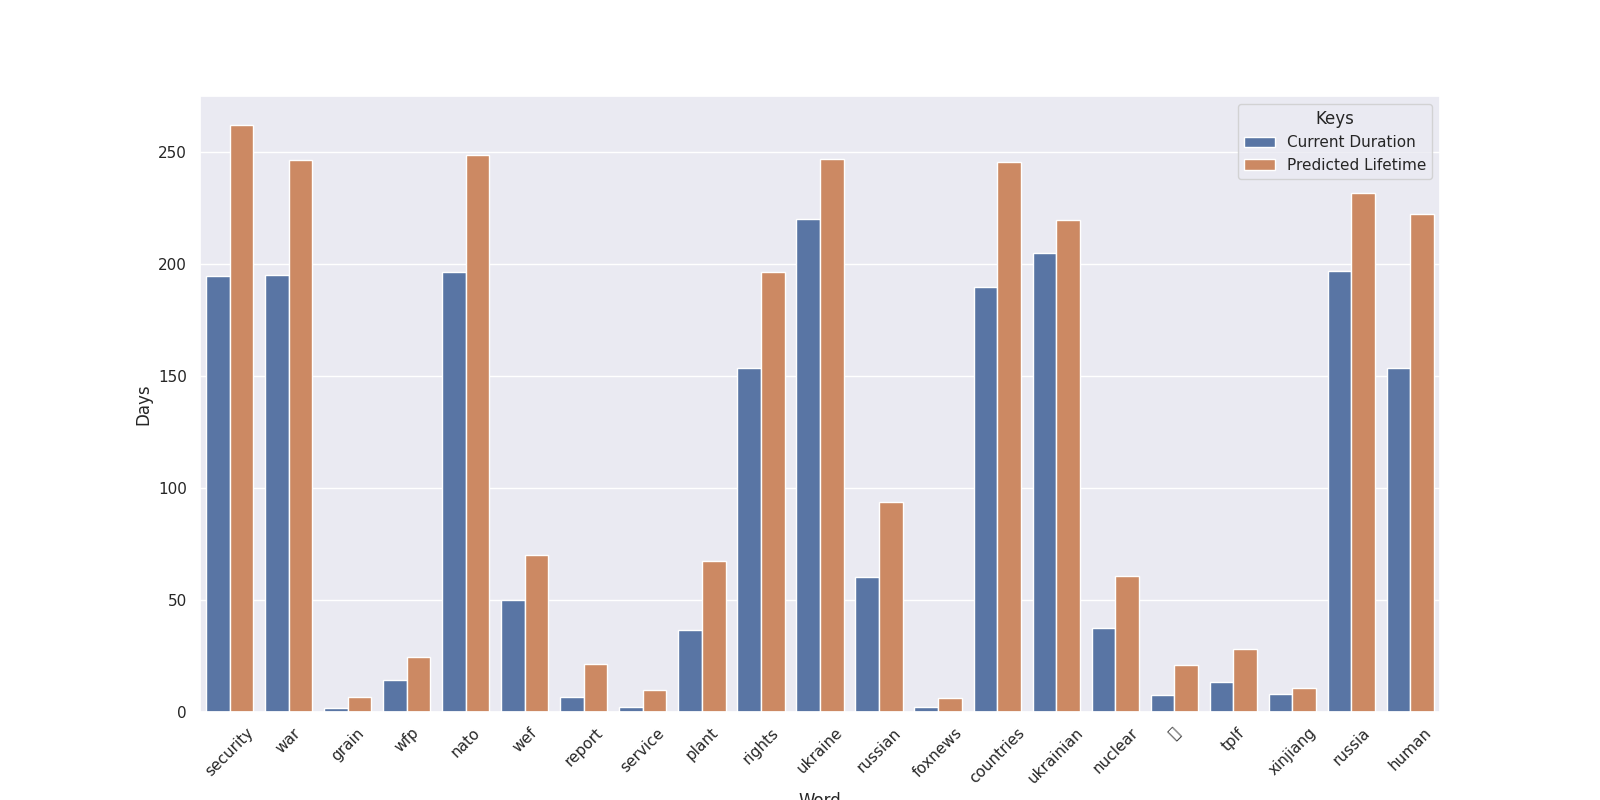 Keys
Current Duration
Predicted Lifetime
250
200
150
100
50
0
Days
security
war
grain
wfp
nato
wef
report
service
plant
rights
ukraine
russian
foxnews
countries
ukrainian
nuclear
tplf
xinjiang
russia
human
Word